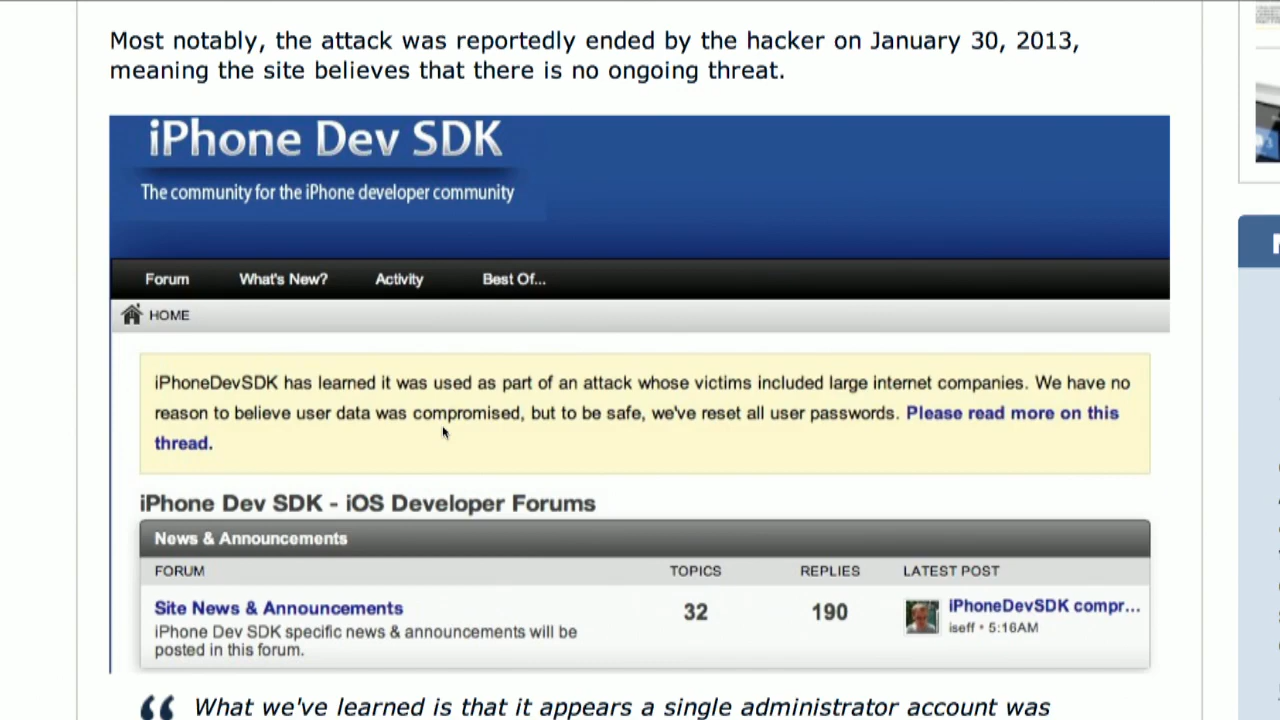 Most notably, the attack was reportedly ended by the hacker on January 30, 2013,
meaning the site believes that there is no ongoing threat.
iPhone Dev SDK
The community for the iPhone developer community
Forum What's New? Activity Best Of...
HOME
iPhoneDevSDK has learned it was used as part of an attack whose victims included large internet companies. We have no
reason to believe user data was compromised, but to be safe, we've reset all user passwords. Please read more on this
thread.
iPhone Dev SDK - iOS Developer Forums
News & Announcements
FORUM TOPICS REPLIES LATEST POST
Site News & Announcements 32 190 iPhoneDevSDK compr...
iPhone Dev SDK specific news & announcements will be iseff • 5:16AM
posted in this forum.
“ What we've learned is that it appears a single administrator account was